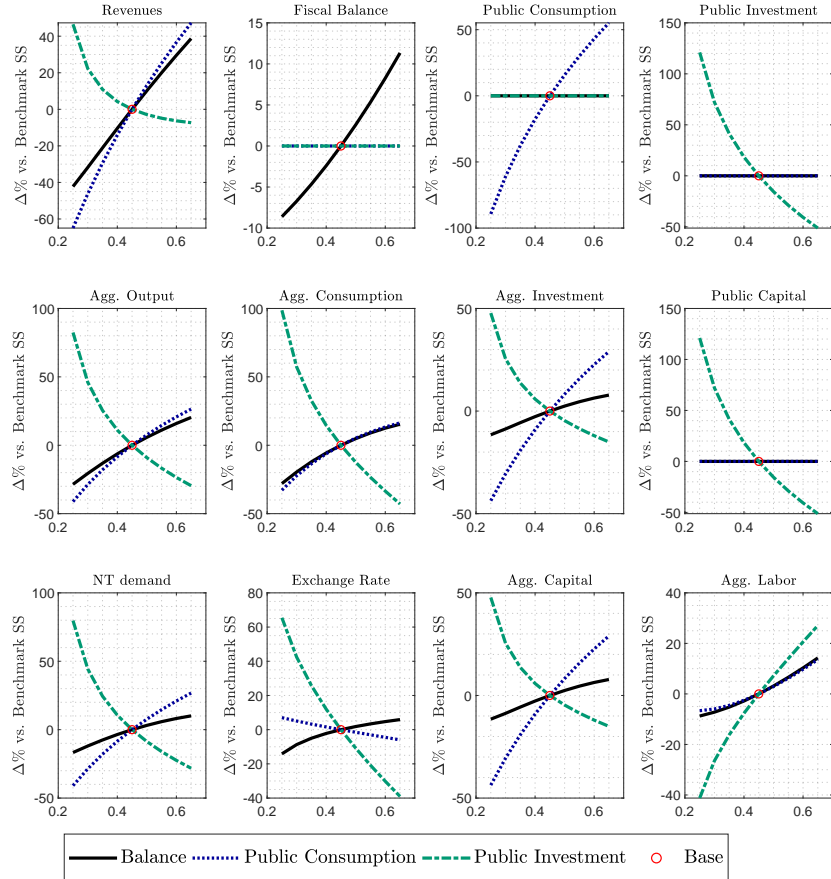 Revenues
Fiscal Balance
Public Consumption
Public Investment
Δ% vs. Benchmark SS
40
20
0
-20
-40
-60
0.2 0.4 0.6
Δ% vs. Benchmark SS
15
10
5
0
-5
-10
0.2 0.4 0.6
Δ% vs. Benchmark SS
50
0
-50
-100
0.2 0.4 0.6
Δ% vs. Benchmark SS
150
100
50
0
-50
0.2 0.4 0.6
Agg. Output
Agg. Consumption
Agg. Investment
Public Capital
Δ% vs. Benchmark SS
100
50
0
-50
0.2 0.4 0.6
Δ% vs. Benchmark SS
100
50
0
-50
0.2 0.4 0.6
Δ% vs. Benchmark SS
50
0
-50
0.2 0.4 0.6
Δ% vs. Benchmark SS
150
100
50
0
-50
0.2 0.4 0.6
NT demand
Exchange Rate
Agg. Capital
Agg. Labor
Δ% vs. Benchmark SS
100
50
0
-50
0.2 0.4 0.6
Δ% vs. Benchmark SS
80
60
40
20
0
-20
-40
0.2 0.4 0.6
Δ% vs. Benchmark SS
50
0
-50
0.2 0.4 0.6
Δ% vs. Benchmark SS
40
20
0
-20
-40
0.2 0.4 0.6
Balance Public Consumption Public Investment Base